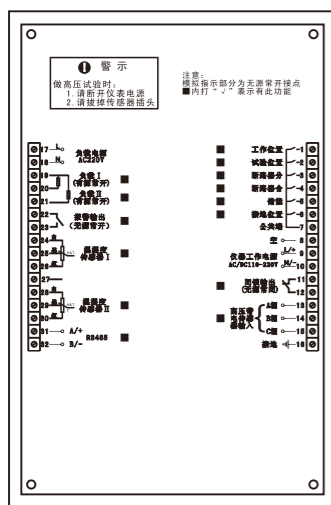 警示
做高压试验时:
1.请断开仪表电源
2.请拔掉传感器插头
注意:
模拟指示部分为无源常开接点
■内打“√”表示有此功能
17 L 负载电源
18 N AC220V
19 负载Ⅰ
20 (有源常开)
负载Ⅱ
21 (有源常开)
22 报警输出
23 (无源常开)
24
25 温湿度
26 传感器Ⅰ
27
28
29 温湿度
30 传感器Ⅱ
31 A/+
32 B/- RS485
工作位置 1
试验位置 2
断路器分 3
断路器合 4
储能 5
接地位置 6
公共端 7
空 8
仪器工作电源 L/+ 9
AC/DC110-220V N/- 10
闭锁输出 11
(无源常闭) 12
高压带电传感器输入
A相 13
B相 14
C相 15
接地 16